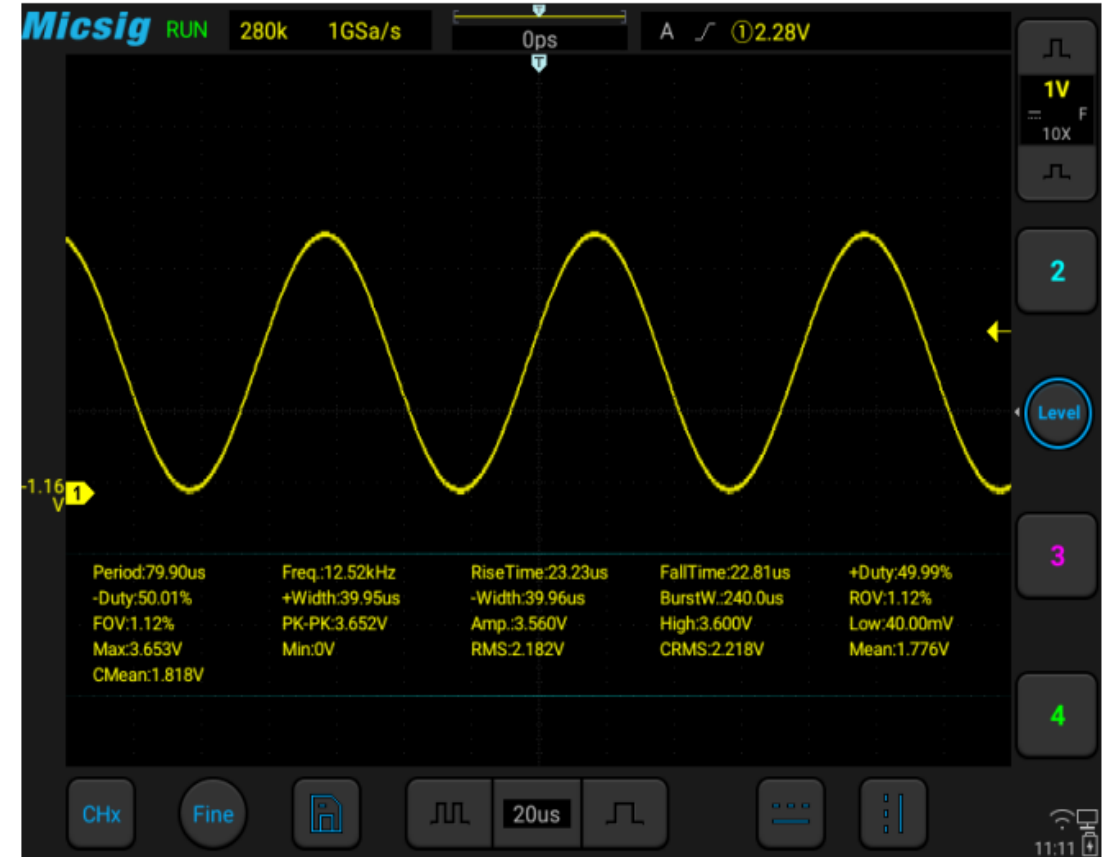 Micsig RUN 280k 1GSa/s 0ps A ①2.28V
T
T
1V
F
10X
2
Level
-1.16
V
1
3
Period:79.90us Freq.:12.52kHz RiseTime:23.23us FallTime:22.81us +Duty:49.99%
-Duty:50.01% +Width:39.95us -Width:39.96us BurstW.:240.0us ROV:1.12%
FOV:1.12% PK-PK:3.652V Amp.:3.560V High:3.600V Low:40.00mV
Max:3.653V Min:0V RMS:2.182V CRMS:2.218V Mean:1.776V
CMean:1.818V
4
CHx Fine 20us
11:11